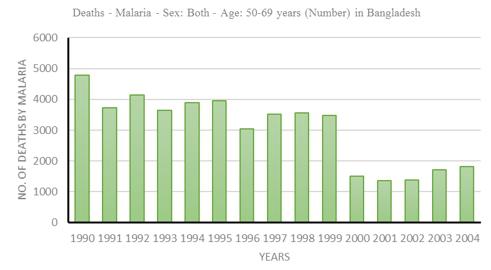 Deaths - Malaria - Sex: Both - Age: 50-69 years (Number) in Bangladesh
NO. OF DEATHS BY MALARIA
6000
5000
4000
3000
2000
1000
0
1990 1991 1992 1993 1994 1995 1996 1997 1998 1999 2000 2001 2002 2003 2004
YEARS